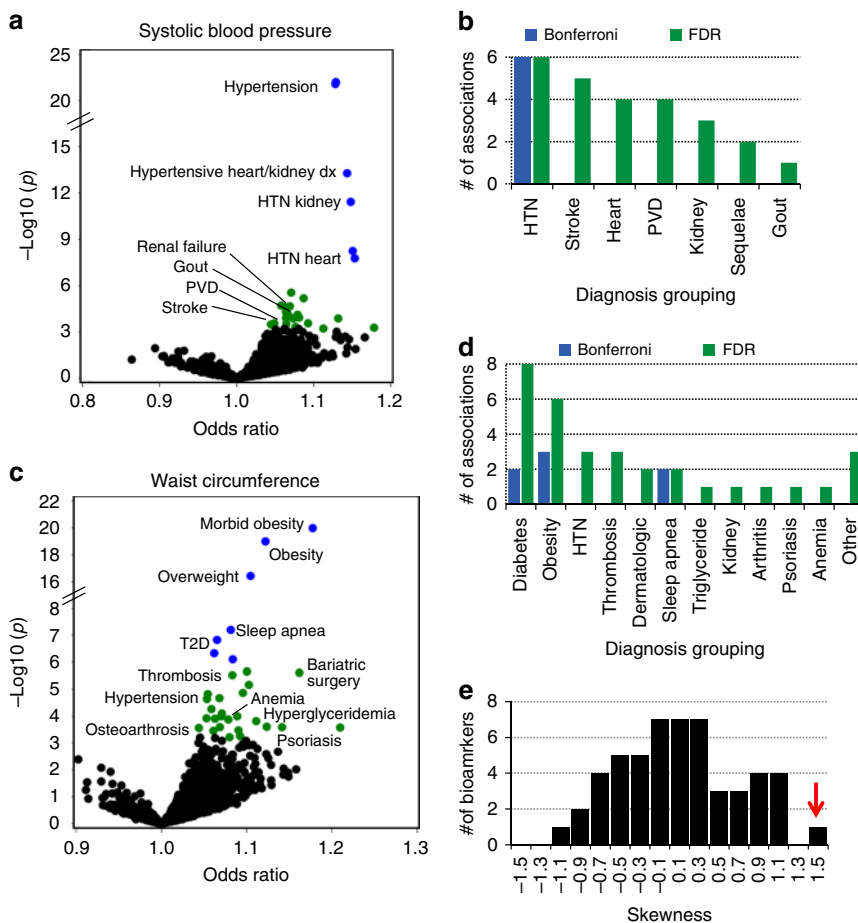 a
Systolic blood pressure
25
22
20
15
12
9
6
3
0
–Log10 (p)
Hypertension
Hypertensive heart/kidney dx
HTN kidney
HTN heart
Renal failure
Gout
PVD
Stroke
0.8 0.9 1.0 1.1 1.2
Odds ratio
b
Bonferroni FDR
6
4
2
0
# of associations
HTN
Stroke
Heart
PVD
Kidney
Sequelae
Gout
Diagnosis grouping
c
Waist circumference
22
20
18
16
14
8
7
6
5
4
3
2
1
0
–Log10 (p)
Morbid obesity
Obesity
Overweight
Sleep apnea
T2D
Thrombosis
Bariatric
surgery
Hypertension
Anemia
Hyperglyceridemia
Osteoarthrosis
Psoriasis
0.9 1.0 1.1 1.2 1.3
Odds ratio
d
Bonferroni FDR
8
6
4
2
0
# of associations
Diabetes
Obesity
HTN
Thrombosis
Dermatologic
Sleep apnea
Triglyceride
Kidney
Arthritis
Psoriasis
Anemia
Other
Diagnosis grouping
e
8
6
4
2
0
#of bioamrkers
–1.5
–1.3
–1.1
–0.9
–0.7
–0.5
–0.3
–0.1
0.1
0.3
0.5
0.7
0.9
1.1
1.3
1.5
Skewness